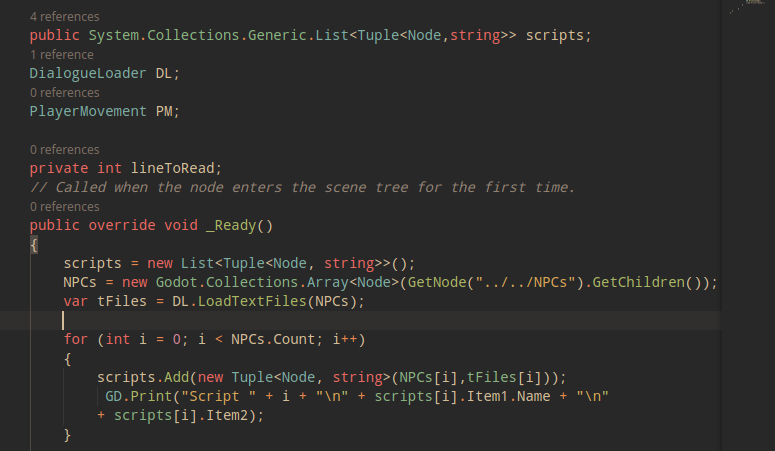 4 references
public System.Collections.Generic.List<Tuple<Node,string>> scripts;
1 reference
DialogueLoader DL;
0 references
PlayerMovement PM;
0 references
private int lineToRead;
// Called when the node enters the scene tree for the first time.
0 references
public override void _Ready()
{
scripts = new List<Tuple<Node, string>>();
NPCs = new Godot.Collections.Array<Node>(GetNode("../../NPCs").GetChildren());
var tFiles = DL.LoadTextFiles(NPCs);
for (int i = 0; i < NPCs.Count; i++)
{
scripts.Add(new Tuple<Node, string>(NPCs[i],tFiles[i]));
GD.Print("Script " + i + "\n" + scripts[i].Item1.Name + "\n"
+ scripts[i].Item2);
}